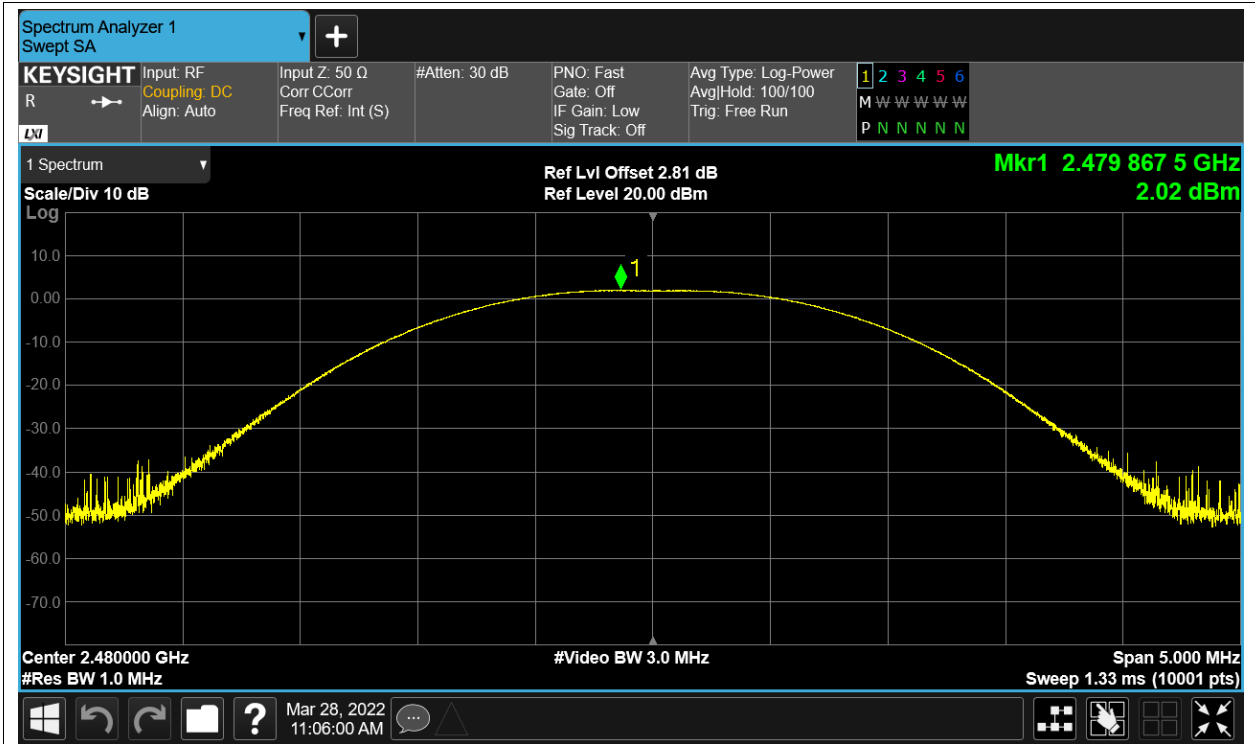 Spectrum Analyzer 1
Swept SA
+
KEYSIGHT
R
LXI
Input: RF
Coupling: DC
Align: Auto
Input Z: 50 Ω
Corr CCorr
Freq Ref: Int (S)
#Atten: 30 dB
PNO: Fast
Gate: Off
IF Gain: Low
Sig Track: Off
Avg Type: Log-Power
Avg|Hold: 100/100
Trig: Free Run
1 2 3 4 5 6
M W W W W W
P N N N N N
1 Spectrum
Scale/Div 10 dB
Log
Ref Lvl Offset 2.81 dB
Ref Level 20.00 dBm
Mkr1 2.479 867 5 GHz
2.02 dBm
1
10.0
0.00
-10.0
-20.0
-30.0
-40.0
-50.0
-60.0
-70.0
Center 2.480000 GHz
#Video BW 3.0 MHz
Span 5.000 MHz
#Res BW 1.0 MHz
Sweep 1.33 ms (10001 pts)
?
Mar 28, 2022
11:06:00 AM